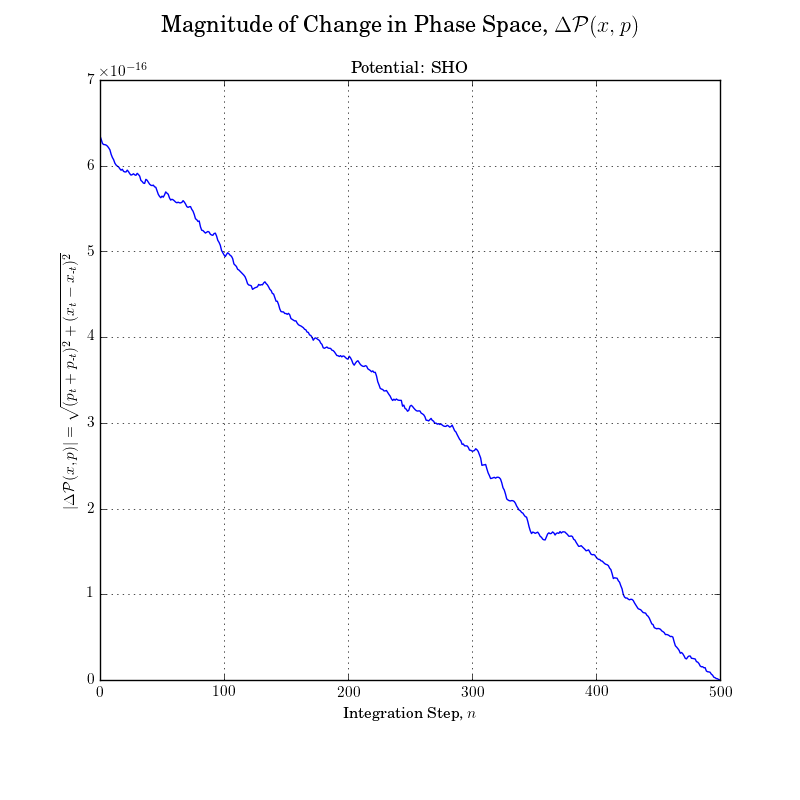 Magnitude of Change in Phase Space, Δ𝒫(x, p)
Potential: SHO
7 ×10⁻¹⁶
6
5
4
3
2
1
0
|Δ𝒫(x, p)| = √(p_t + p_-t)² + (x_t − x_-t)²
0 100 200 300 400 500
Integration Step, n